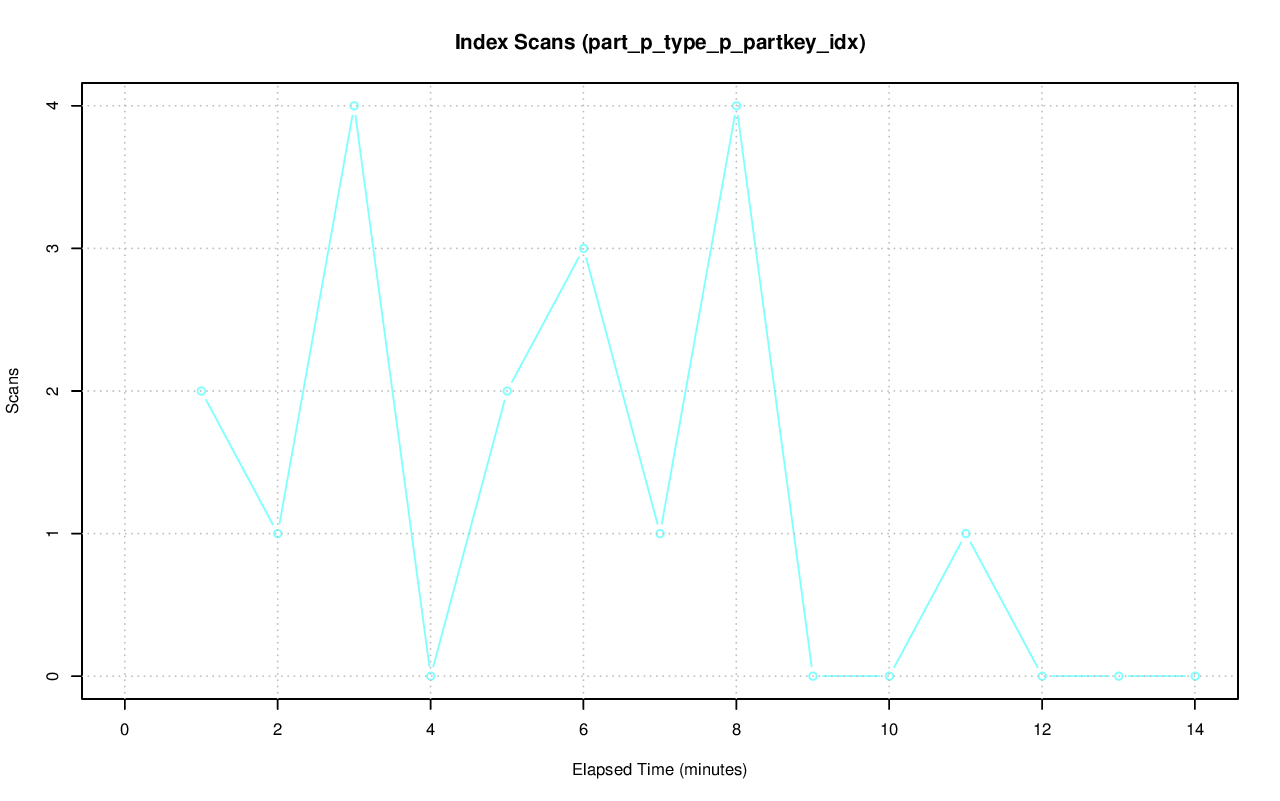 Index Scans (part_p_type_p_partkey_idx)
4
3
2
1
0
Scans
0 2 4 6 8 10 12 14
Elapsed Time (minutes)